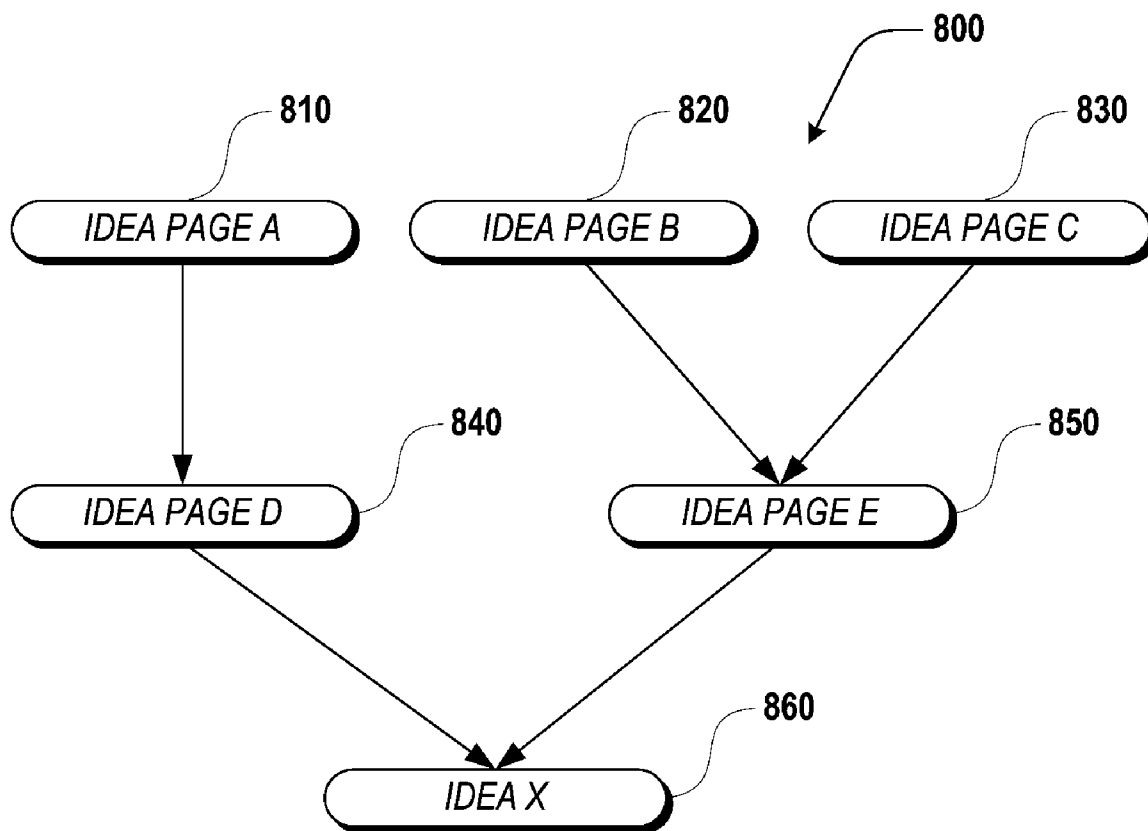 800
810
820
830
IDEA PAGE A
IDEA PAGE B
IDEA PAGE C
840
850
IDEA PAGE D
IDEA PAGE E
860
IDEA X